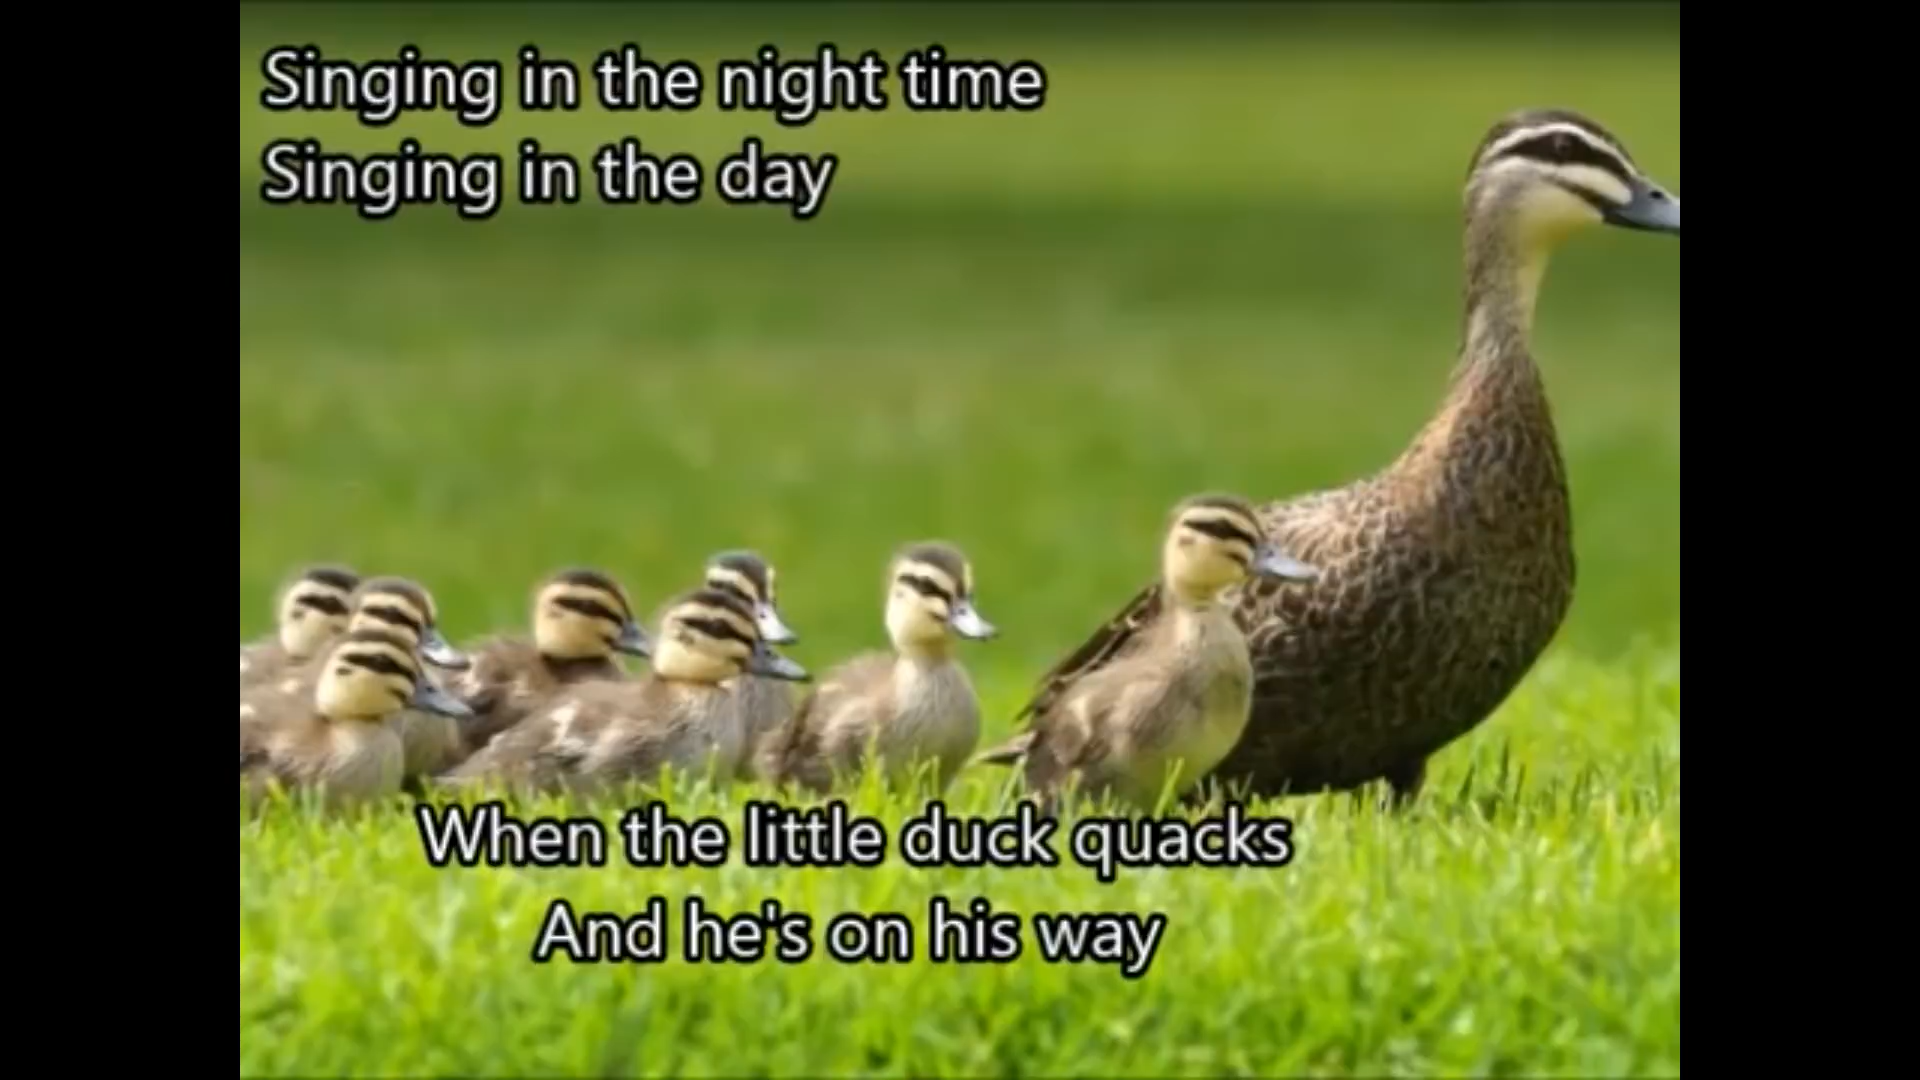 Singing in the night time
Singing in the day
When the little duck quacks
And he's on his way